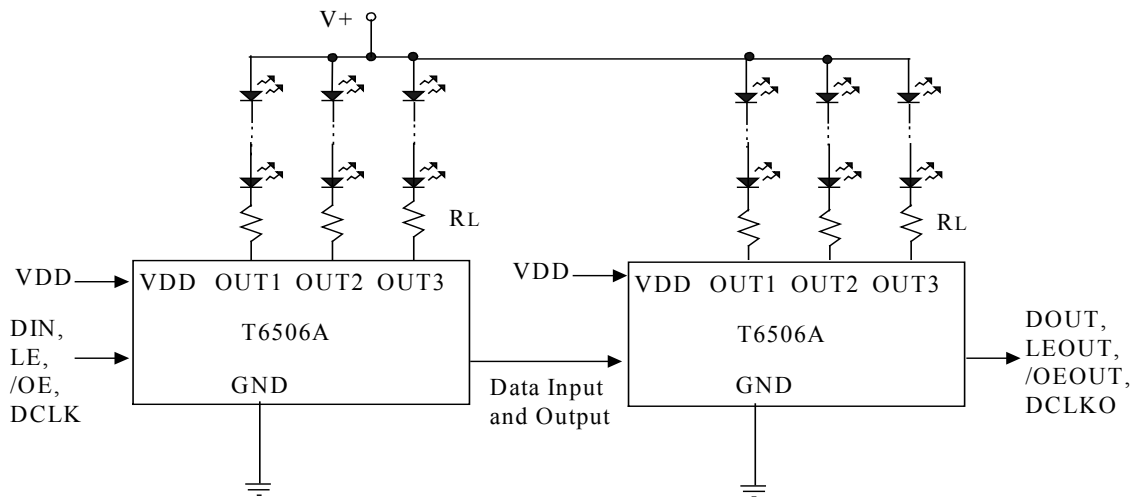 V+
RL
RL
VDD
VDD OUT1 OUT2 OUT3
VDD
VDD OUT1 OUT2 OUT3
DIN,
LE,
/OE,
DCLK
T6506A
GND
Data Input
and Output
T6506A
GND
DOUT,
LEOUT,
/OEOUT,
DCLKO